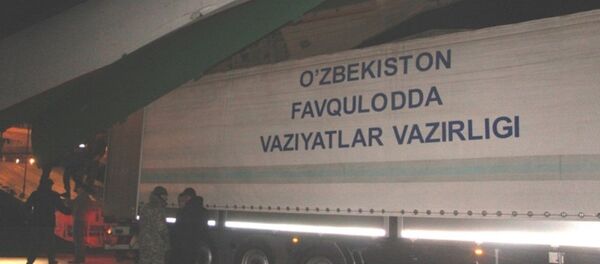 O'ZBEKISTON
FAVQULODDA
VAZIYATLAR VAZIRLIGI